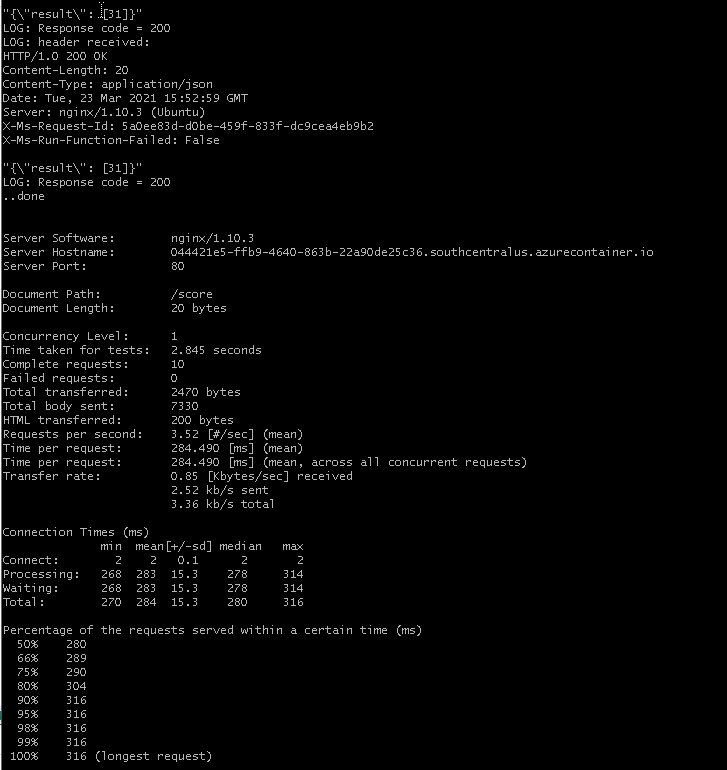 "{\"result\": [31]}"
LOG: Response code = 200
LOG: header received:
HTTP/1.0 200 OK
Content-Length: 20
Content-Type: application/json
Date: Tue, 23 Mar 2021 15:52:59 GMT
Server: nginx/1.10.3 (Ubuntu)
X-Ms-Request-Id: 5a0ee83d-d0be-459f-833f-dc9cea4eb9b2
X-Ms-Run-Function-Failed: False
"{\"result\": [31]}"
LOG: Response code = 200
..done
Server Software:        nginx/1.10.3
Server Hostname:        044421e5-ffb9-4640-863b-22a90de25c36.southcentralus.azurecontainer.io
Server Port:            80
Document Path:          /score
Document Length:        20 bytes
Concurrency Level:      1
Time taken for tests:   2.845 seconds
Complete requests:      10
Failed requests:        0
Total transferred:      2470 bytes
Total body sent:        7330
HTML transferred:       200 bytes
Requests per second:    3.52 [#/sec] (mean)
Time per request:       284.490 [ms] (mean)
Time per request:       284.490 [ms] (mean, across all concurrent requests)
Transfer rate:          0.85 [Kbytes/sec] received
                        2.52 kb/s sent
                        3.36 kb/s total
Connection Times (ms)
              min  mean[+/-sd] median   max
Connect:        2    2   0.1      2       2
Processing:   268  283  15.3    278     314
Waiting:      268  283  15.3    278     314
Total:        270  284  15.3    280     316
Percentage of the requests served within a certain time (ms)
  50%    280
  66%    289
  75%    290
  80%    304
  90%    316
  95%    316
  98%    316
  99%    316
 100%    316 (longest request)